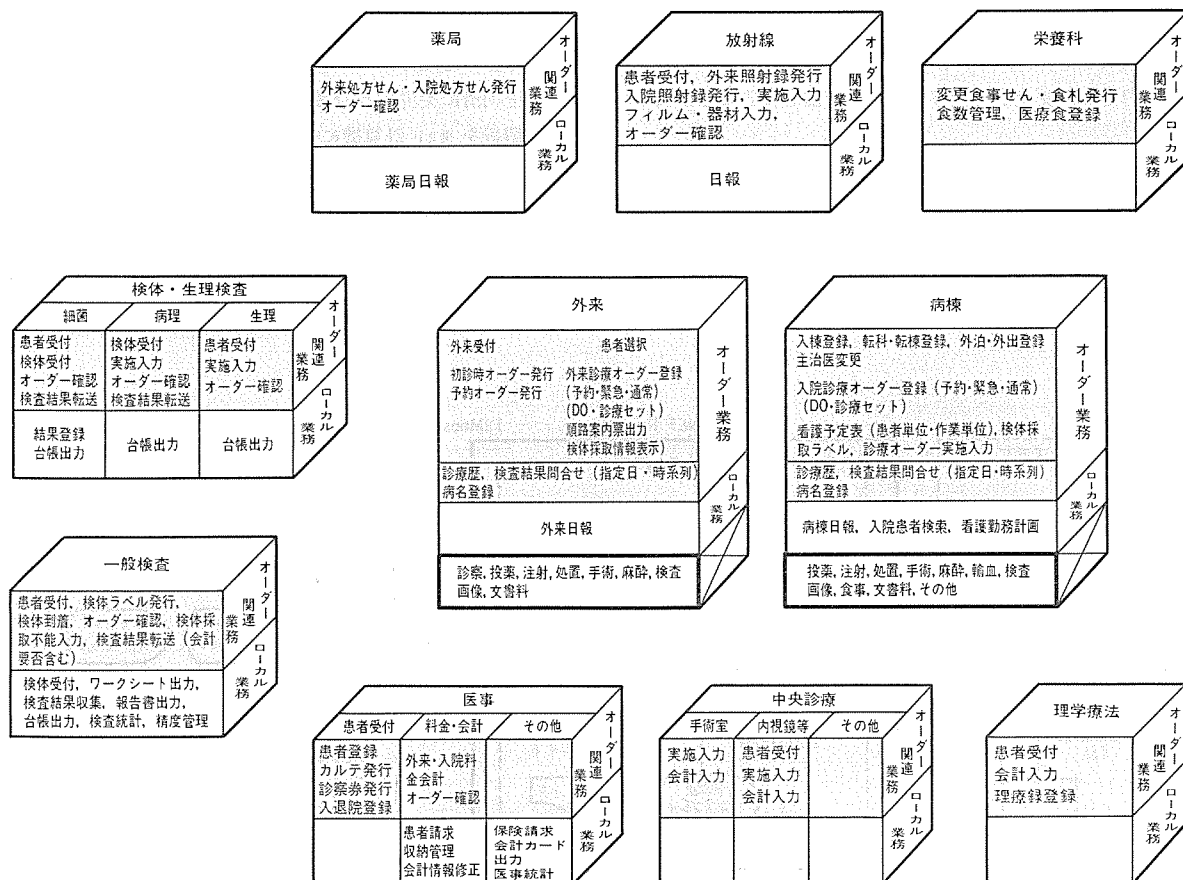 薬局
オーダー
関連
業務
外来処方せん・入院処方せん発行
オーダー確認
ローカル
業務
薬局日報
放射線
オーダー
関連
業務
患者受付，外来照射録発行
入院照射録発行，実施入力
フィルム・器材入力，
オーダー確認
ローカル
業務
日報
栄養科
オーダー
関連
業務
変更食事せん・食札発行
食数管理，医療食登録
ローカル
業務
検体・生理検査
細菌 病理 生理
オーダー
関連
業務
患者受付
検体受付
オーダー確認
検査結果転送
検体受付
実施入力
オーダー確認
検査結果転送
患者受付
実施入力
オーダー確認
ローカル
業務
結果登録
台帳出力
台帳出力
台帳出力
外来
オーダー業務
外来受付 患者選択
初診時オーダー発行 外来診療オーダー登録
予約オーダー発行 (予約・緊急・通常)
(DO・診療セット)
順路案内票出力
検体採取情報表示)
診療歴，検査結果問合せ (指定日・時系列)
病名登録
ローカル
業務
外来日報
診察，投薬，注射，処置，手術，麻酔，検査
画像，文書料
病棟
オーダー業務
入棟登録，転科・転棟登録，外泊・外出登録
主治医変更
入院診療オーダー登録 (予約・緊急・通常)
(DO・診療セット)
看護予定表 (患者単位・作業単位)，検体採
取ラベル，診療オーダー実施入力
診療歴，検査結果問合せ (指定日・時系列)
病名登録
ローカル
業務
病棟日報，入院患者検索，看護勤務計画
投薬，注射，処置，手術，麻酔，輸血，検査
画像，食事，文書料，その他
一般検査
オーダー
関連
業務
患者受付，検体ラベル発行，
検体到着，オーダー確認，検体採
取不能入力，検査結果転送 (会計
要否含む)
ローカル
業務
検体受付，ワークシート出力，
検査結果収集，報告書出力，
台帳出力，検査統計，精度管理
医事
患者受付 料金・会計 その他
オーダー
関連
業務
患者登録
カルテ発行
診察券発行
入退院登録
外来・入院料
金会計
オーダー確認
ローカル
業務
患者請求
収納管理
会計情報修正
保険請求
会計カード
出力
医事統計
中央診療
手術室 内視鏡等 その他
オーダー
関連
業務
実施入力
会計入力
患者受付
実施入力
会計入力
ローカル
業務
理学療法
オーダー
関連
業務
患者受付
会計入力
理療録登録
ローカル
業務